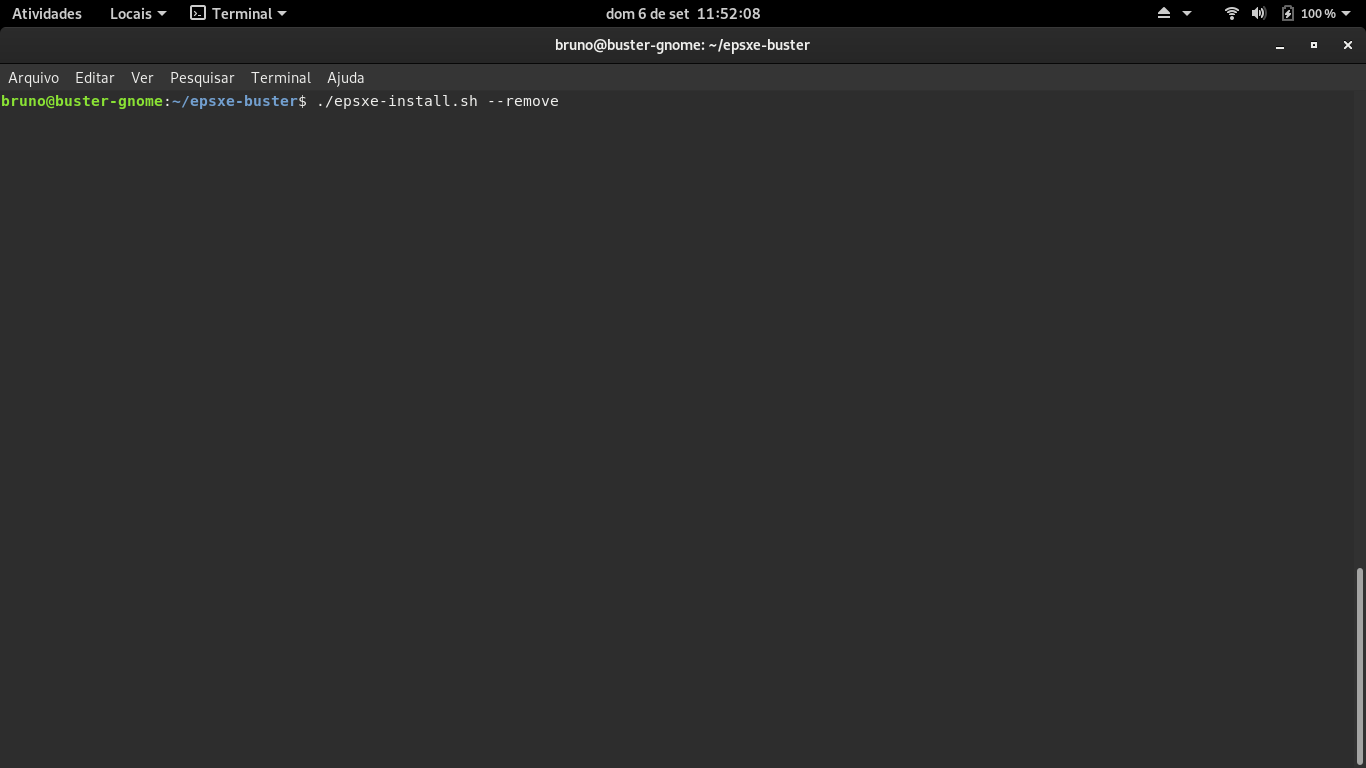 Atividades Locais Terminal dom 6 de set 11:52:08 100 %
bruno@buster-gnome: ~/epsxe-buster
Arquivo Editar Ver Pesquisar Terminal Ajuda
bruno@buster-gnome:~/epsxe-buster$ ./epsxe-install.sh --remove